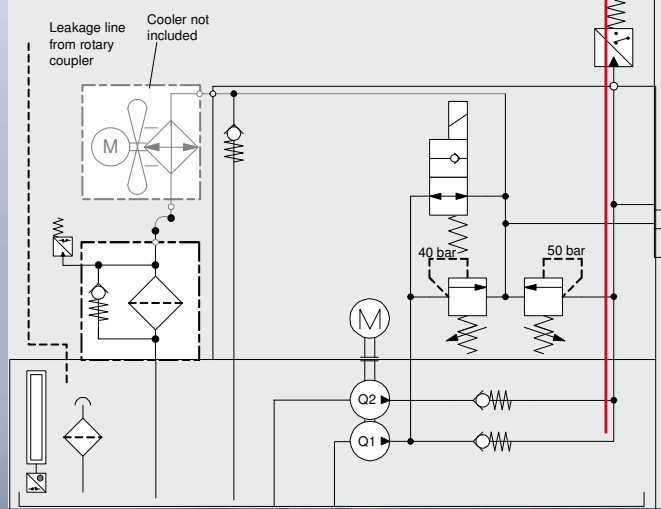 Leakage line
from rotary
coupler
Cooler not
included
M
40 bar
50 bar
M
Q2
Q1